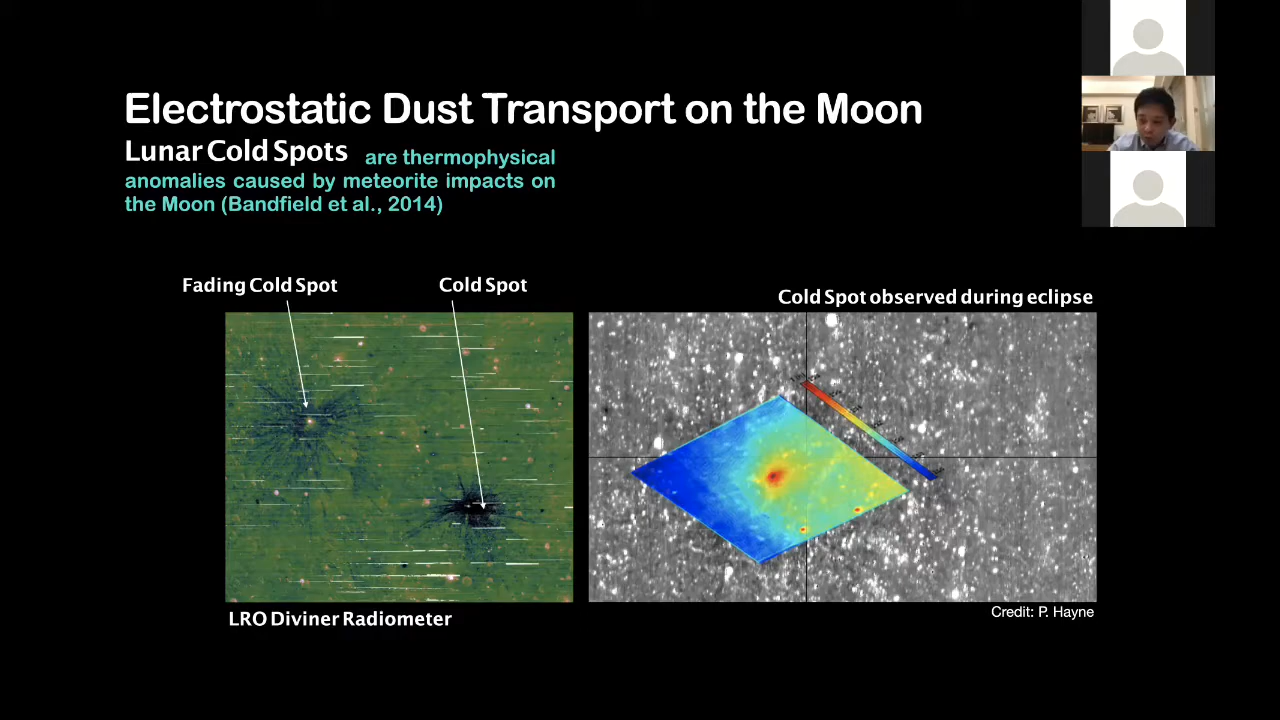 Electrostatic Dust Transport on the Moon
Lunar Cold Spots are thermophysical
anomalies caused by meteorite impacts on
the Moon (Bandfield et al., 2014)
Fading Cold Spot
Cold Spot
Cold Spot observed during eclipse
LRO Diviner Radiometer
Credit: P. Hayne